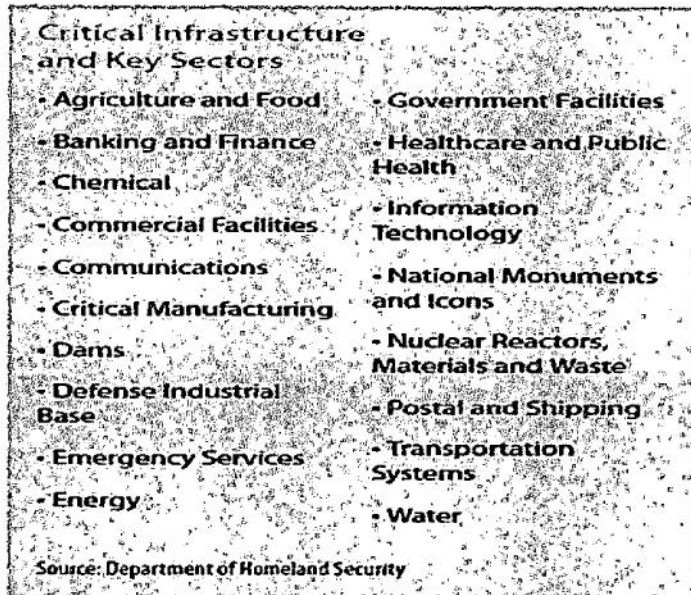 Critical Infrastructure
and Key Sectors
• Agriculture and Food
• Banking and Finance
• Chemical
• Commercial Facilities
• Communications
• Critical Manufacturing
• Dams
• Defense Industrial
Base
• Emergency Services
• Energy
• Government Facilities
• Healthcare and Public
Health
• Information
Technology
• National Monuments
and Icons
• Nuclear Reactors,
Materials and Waste
• Postal and Shipping
• Transportation
Systems
• Water
Source: Department of Homeland Security